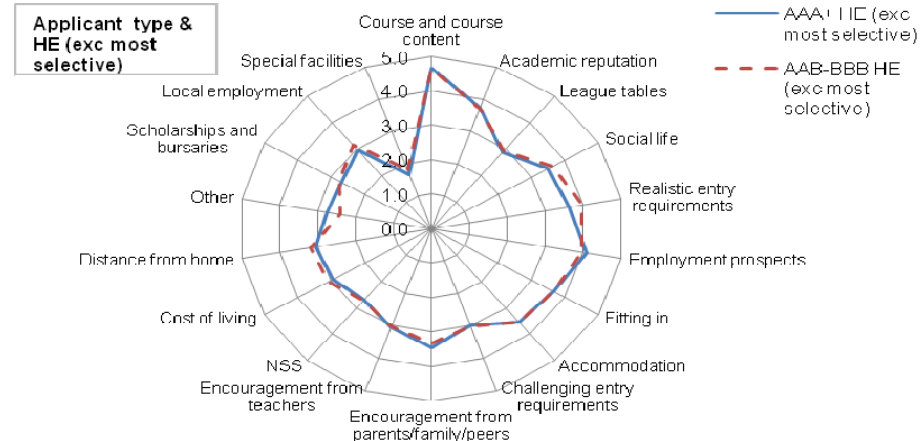 Applicant type &
HE (exc most
selective)
Course and course
content
Academic reputation
League tables
Social life
Realistic entry
requirements
Employment prospects
Fitting in
Accommodation
Challenging entry
requirements
Encouragement from
parents/family/peers
Encouragement from
teachers
NSS
Cost of living
Distance from home
Other
Scholarships and
bursaries
Local employment
Special facilities
5.0
4.0
3.0
2.0
1.0
0.0
AAA+ HE (exc
most selective)
AAB-BBB HE
(exc most
selective)